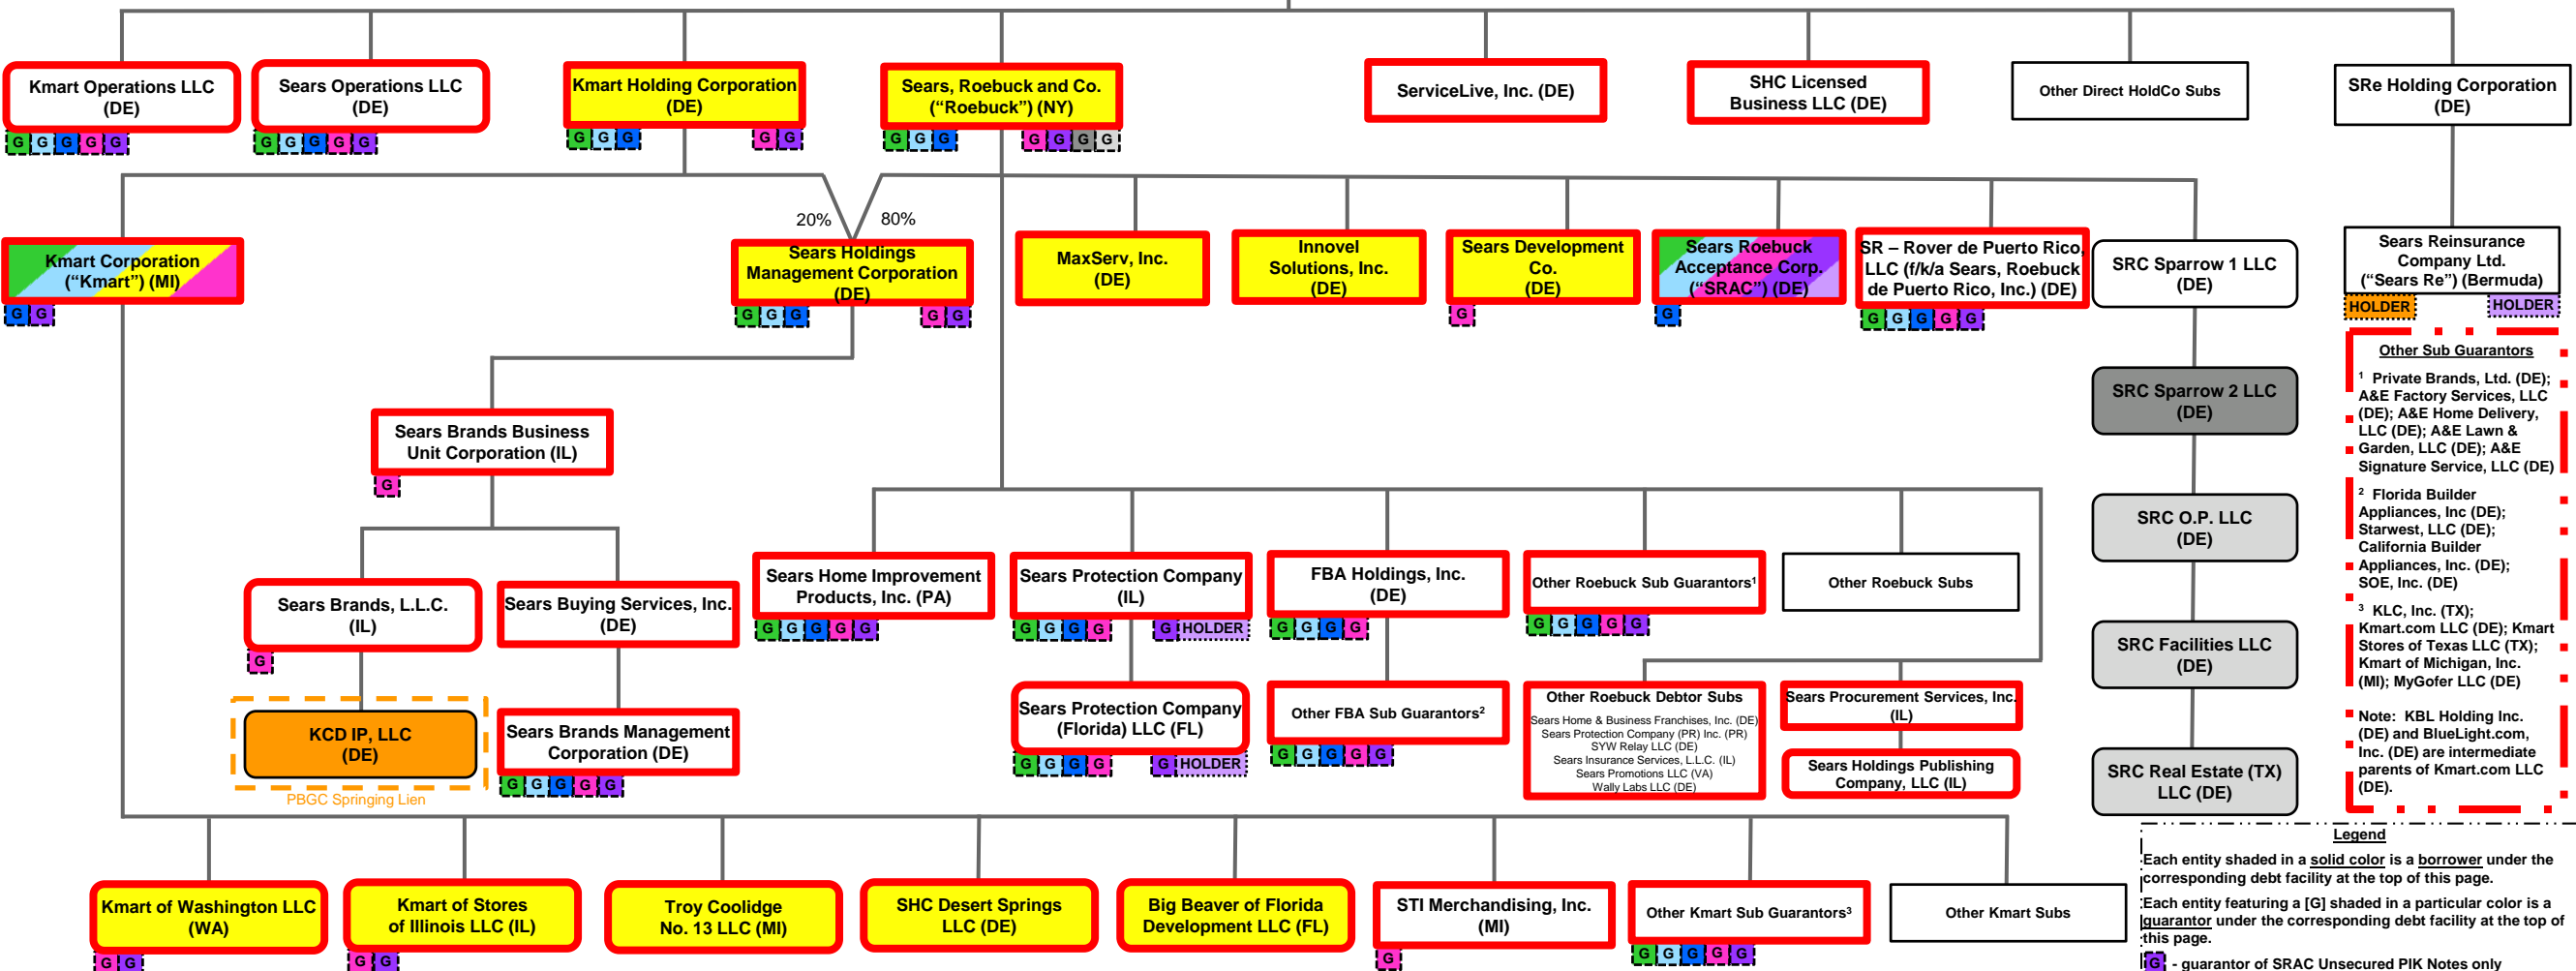 Kmart Operations LLC
(DE)
G G G G G
Sears Operations LLC
(DE)
G G G G G
Kmart Holding Corporation
(DE)
G G G G G
Sears, Roebuck and Co.
(“Roebuck”) (NY)
G G G G G G G
ServiceLive, Inc. (DE)
SHC Licensed
Business LLC (DE)
Other Direct HoldCo Subs
SRe Holding Corporation
(DE)
20% 80%
Kmart Corporation
(“Kmart”) (MI)
G G
Sears Holdings
Management Corporation
(DE)
G G G G G
MaxServ, Inc.
(DE)
Innovel
Solutions, Inc.
(DE)
Sears Development
Co.
(DE)
G
Sears Roebuck
Acceptance Corp.
(“SRAC”) (DE)
G
SR – Rover de Puerto Rico,
LLC (f/k/a Sears, Roebuck
de Puerto Rico, Inc.) (DE)
G G G G G
SRC Sparrow 1 LLC
(DE)
Sears Reinsurance
Company Ltd.
(“Sears Re”) (Bermuda)
HOLDER HOLDER
SRC Sparrow 2 LLC
(DE)
SRC O.P. LLC
(DE)
SRC Facilities LLC
(DE)
SRC Real Estate (TX)
LLC (DE)
Other Sub Guarantors
1 Private Brands, Ltd. (DE);
A&E Factory Services, LLC
(DE); A&E Home Delivery,
LLC (DE); A&E Lawn &
Garden, LLC (DE); A&E
Signature Service, LLC (DE)
2 Florida Builder
Appliances, Inc (DE);
Starwest, LLC (DE);
California Builder
Appliances, Inc. (DE);
SOE, Inc. (DE)
3 KLC, Inc. (TX);
Kmart.com LLC (DE); Kmart
Stores of Texas LLC (TX);
Kmart of Michigan, Inc.
(MI); MyGofer LLC (DE)
Note: KBL Holding Inc.
(DE) and BlueLight.com,
Inc. (DE) are intermediate
parents of Kmart.com LLC
(DE).
Sears Brands Business
Unit Corporation (IL)
G
Sears Brands, L.L.C.
(IL)
G
Sears Buying Services, Inc.
(DE)
KCD IP, LLC
(DE)
PBGC Springing Lien
Sears Brands Management
Corporation (DE)
G G G G G
Sears Home Improvement
Products, Inc. (PA)
G G G G G
Sears Protection Company
(IL)
G G G G G HOLDER
FBA Holdings, Inc.
(DE)
G G G G
Other Roebuck Sub Guarantors1
G G G G G
Other Roebuck Subs
Sears Protection Company
(Florida) LLC (FL)
G G G G G HOLDER
Other FBA Sub Guarantors2
G G G G G
Other Roebuck Debtor Subs
Sears Home & Business Franchises, Inc. (DE)
Sears Protection Company (PR) Inc. (PR)
SYW Relay LLC (DE)
Sears Insurance Services, L.L.C. (IL)
Sears Promotions LLC (VA)
Wally Labs LLC (DE)
Sears Procurement Services, Inc.
(IL)
Sears Holdings Publishing
Company, LLC (IL)
Kmart of Washington LLC
(WA)
G G
Kmart of Stores
of Illinois LLC (IL)
G G
Troy Coolidge
No. 13 LLC (MI)
SHC Desert Springs
LLC (DE)
Big Beaver of Florida
Development LLC (FL)
STI Merchandising, Inc.
(MI)
G
Other Kmart Sub Guarantors3
G G G G G
Other Kmart Subs
Legend
Each entity shaded in a solid color is a borrower under the
corresponding debt facility at the top of this page.
Each entity featuring a [G] shaded in a particular color is a
guarantor under the corresponding debt facility at the top of
this page.
G - guarantor of SRAC Unsecured PIK Notes only